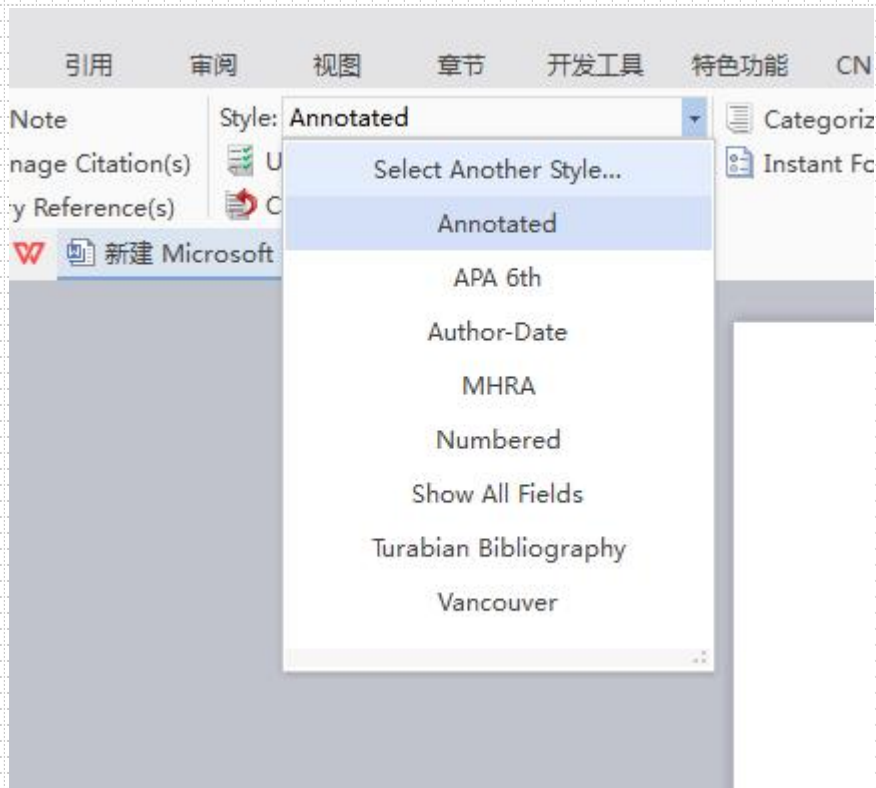 引用 审阅 视图 章节 开发工具 特色功能 CN
Note Style: Annotated Categoriz
nage Citation(s) U Select Another Style... Instant Fo
y Reference(s) C Annotated
新建 Microsoft
APA 6th
Author-Date
MHRA
Numbered
Show All Fields
Turabian Bibliography
Vancouver